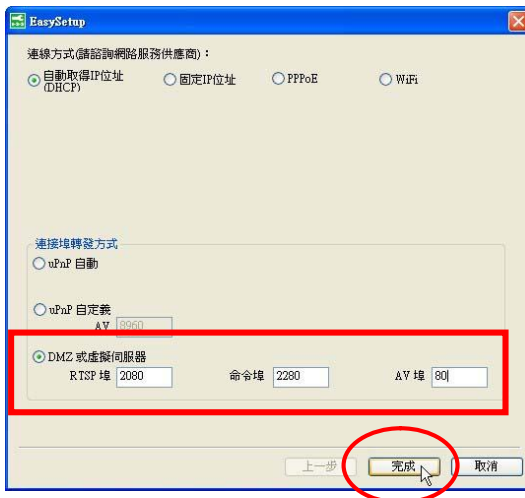 EasySetup
連線方式(請諮詢網路服務供應商)：
自動取得IP位址 固定IP位址 PPPoE WiFi
(DHCP)
連接埠轉發方式
uPnP 自動
uPnP 自定義
AV 8960
DMZ 或虛擬伺服器
RTSP 埠 2080 命令埠 2280 AV 埠 80
上一步 完成 取消